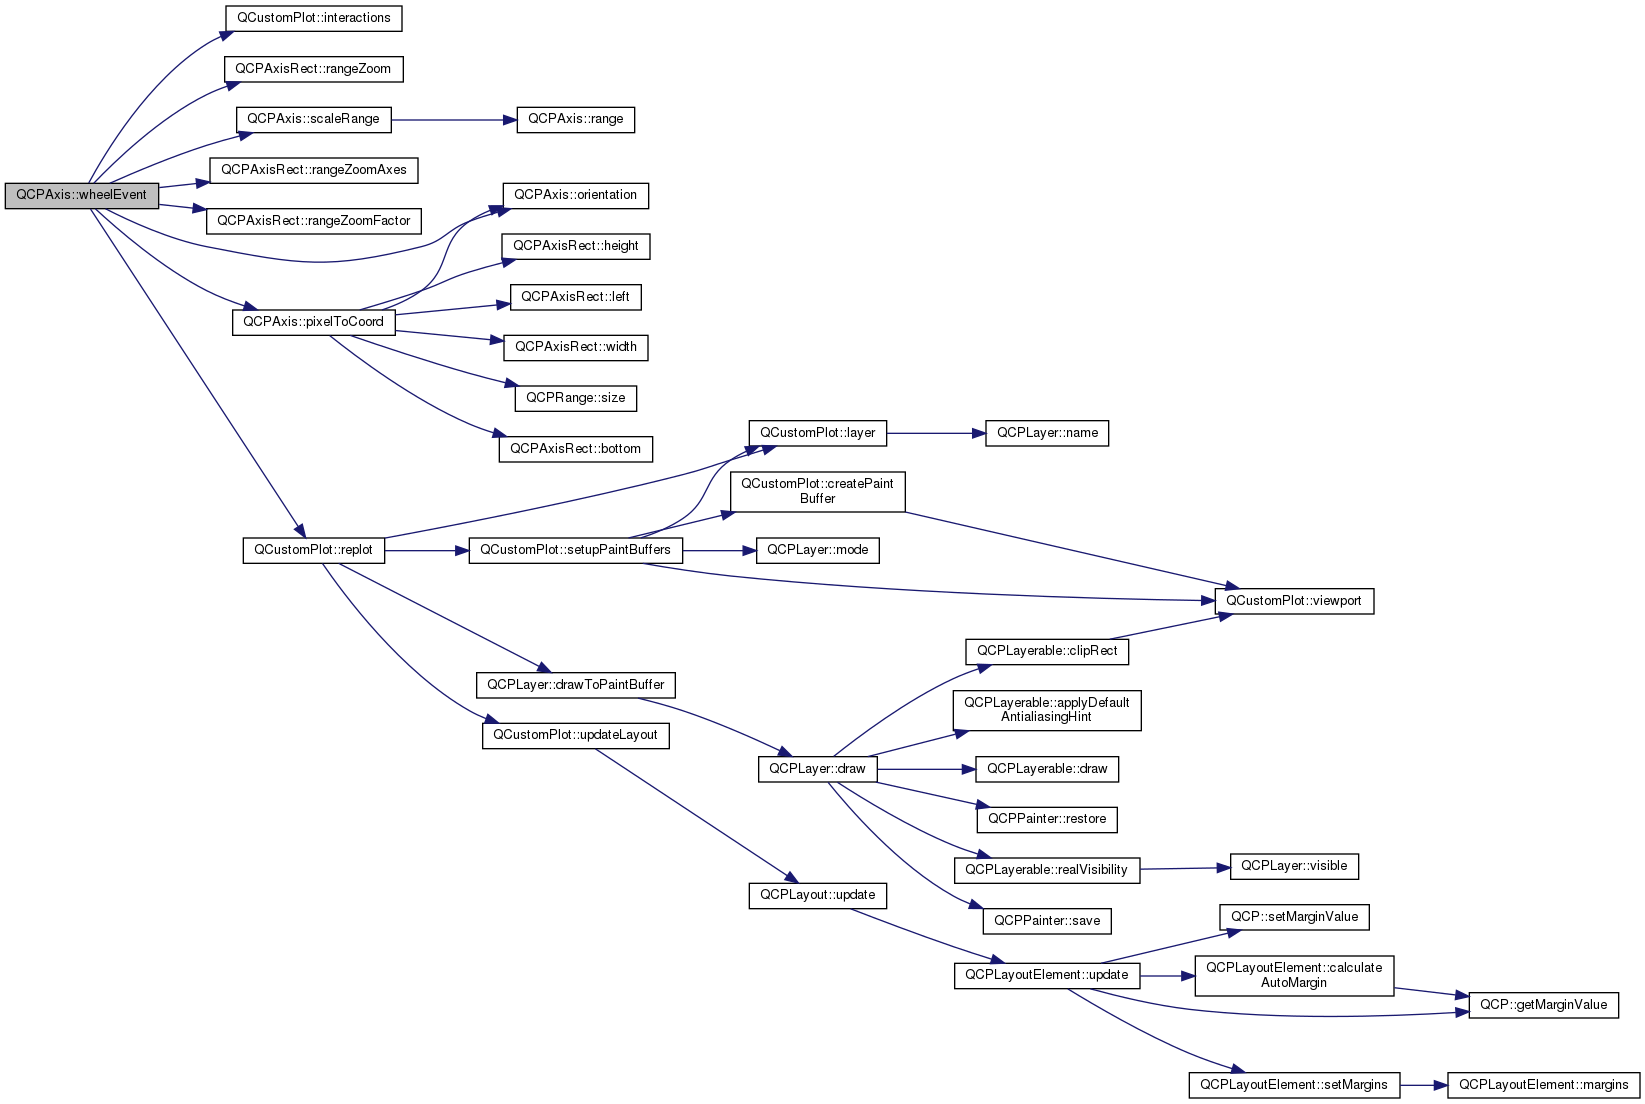 QCustomPlot::interactions
QCPAxisRect::rangeZoom
QCPAxis::scaleRange
QCPAxis::range
QCPAxisRect::rangeZoomAxes
QCPAxis::wheelEvent
QCPAxis::orientation
QCPAxisRect::rangeZoomFactor
QCPAxisRect::height
QCPAxisRect::left
QCPAxis::pixelToCoord
QCPAxisRect::width
QCPRange::size
QCPAxisRect::bottom
QCustomPlot::layer
QCPLayer::name
QCustomPlot::createPaint
Buffer
QCustomPlot::replot
QCustomPlot::setupPaintBuffers
QCPLayer::mode
QCustomPlot::viewport
QCPLayerable::clipRect
QCPLayer::drawToPaintBuffer
QCPLayerable::applyDefault
AntialiasingHint
QCustomPlot::updateLayout
QCPLayer::draw
QCPLayerable::draw
QCPPainter::restore
QCPLayerable::realVisibility
QCPLayer::visible
QCPLayout::update
QCPPainter::save
QCP::setMarginValue
QCPLayoutElement::update
QCPLayoutElement::calculate
AutoMargin
QCP::getMarginValue
QCPLayoutElement::setMargins
QCPLayoutElement::margins